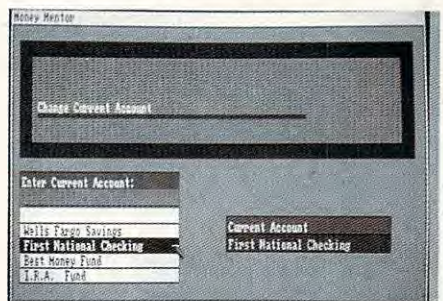 Money Mentor
Change Current Account
Enter Current Account:
Wells Fargo Savings
First National Checking
Best Money Fund
I.R.A. Fund
Current Account
First National Checking